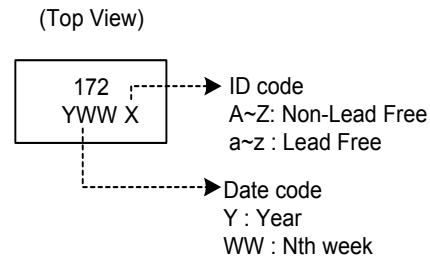 (Top View)
172
YWW X
ID code
A~Z: Non-Lead Free
a~z : Lead Free
Date code
Y : Year
WW : Nth week